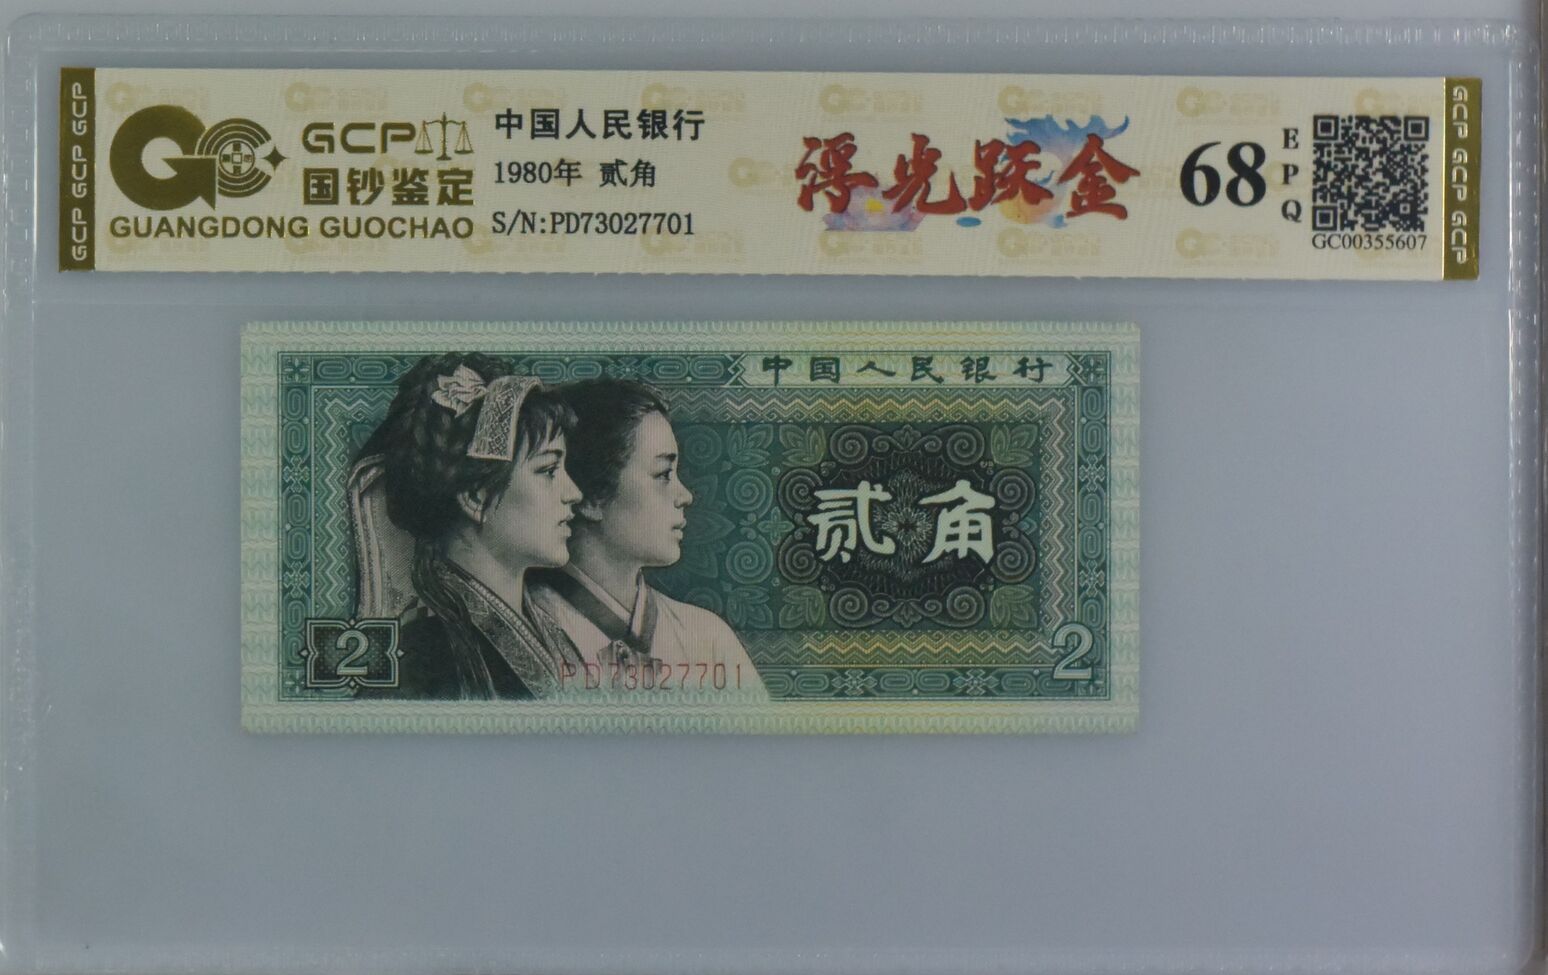 GCP GCP GCP
GCP
国钞鉴定
GUANGDONG GUOCHAO
中国人民银行
1980年 贰角
S/N:PD73027701
浮光跃金
68
EPQ
GC00355607
GCP GCP GCP
中国人民银行
贰角
2
2
PD73027701